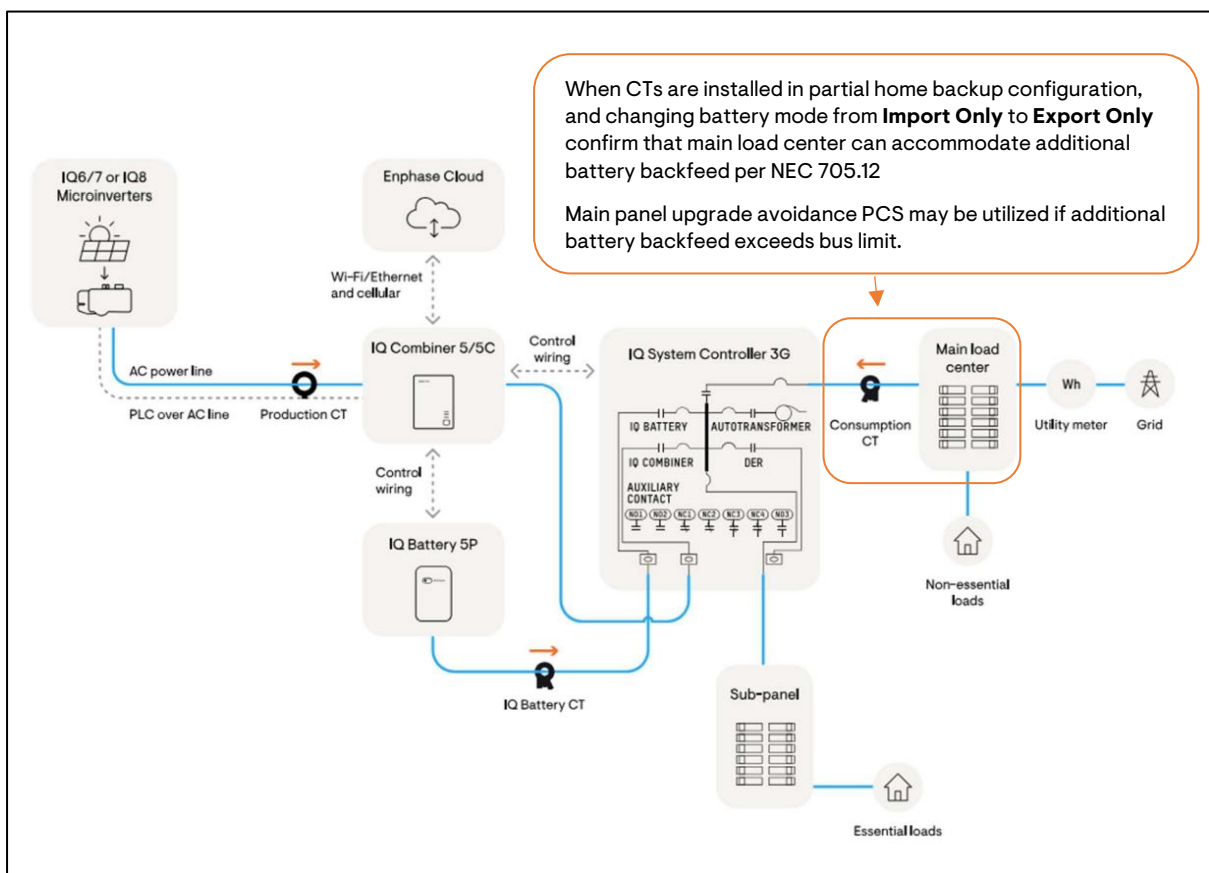 When CTs are installed in partial home backup configuration,
and changing battery mode from Import Only to Export Only
confirm that main load center can accommodate additional
battery backfeed per NEC 705.12
Main panel upgrade avoidance PCS may be utilized if additional
battery backfeed exceeds bus limit.
IQ6/7 or IQ8
Microinverters
Enphase Cloud
Wi-Fi/Ethernet
and cellular
IQ Combiner 5/5C
Control
wiring
IQ System Controller 3G
Main load
center
AC power line
PLC over AC line
Production CT
IQ BATTERY
AUTOTRANSFORMER
Consumption
CT
Wh
Utility meter
Grid
IQ COMBINER
DER
Control
wiring
AUXILIARY
CONTACT
NO1
NO2
NC1
NC2
NC3
NC4
NO3
IQ Battery 5P
Non-essential
loads
IQ Battery CT
Sub-panel
Essential loads